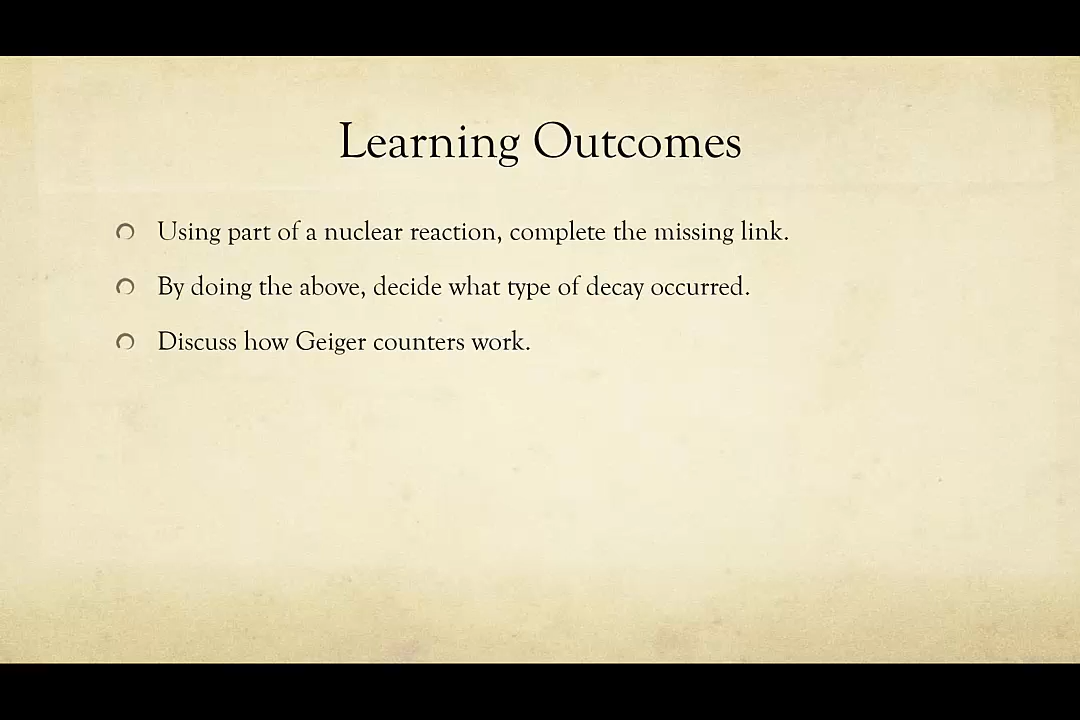 Learning Outcomes
Using part of a nuclear reaction, complete the missing link.
By doing the above, decide what type of decay occurred.
Discuss how Geiger counters work.